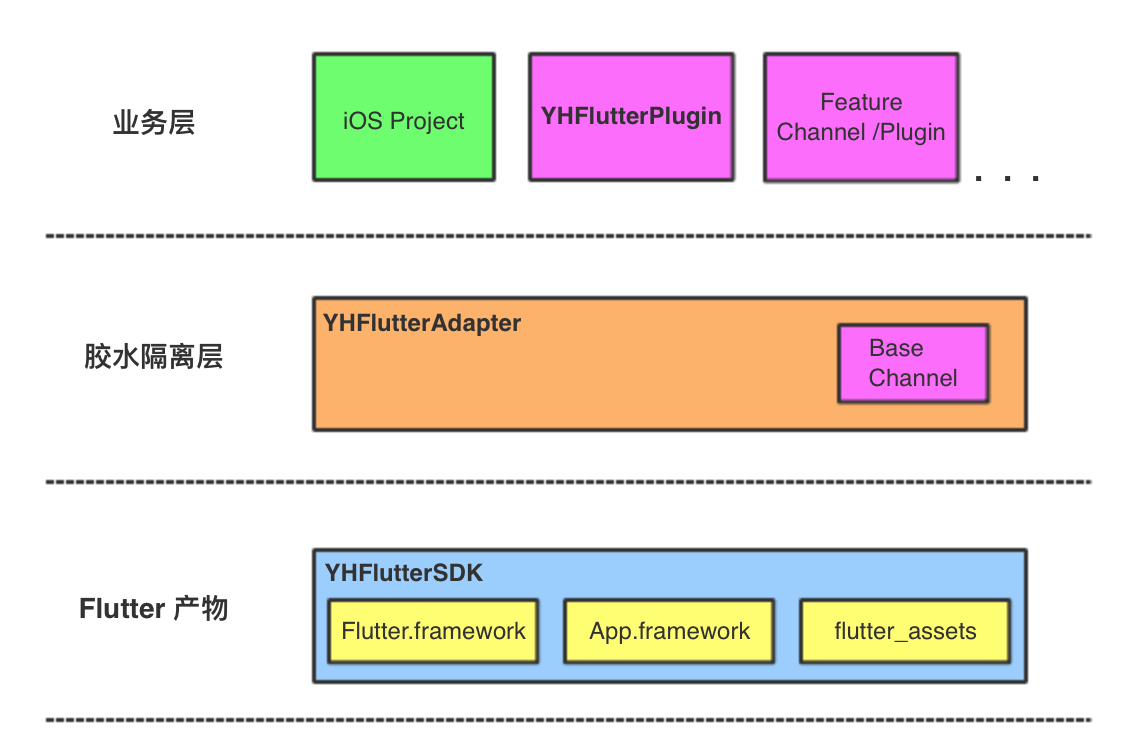 业务层
iOS Project
YHFlutterPlugin
Feature
Channel /Plugin
. . .
胶水隔离层
YHFlutterAdapter
Base
Channel
Flutter 产物
YHFlutterSDK
Flutter.framework
App.framework
flutter_assets